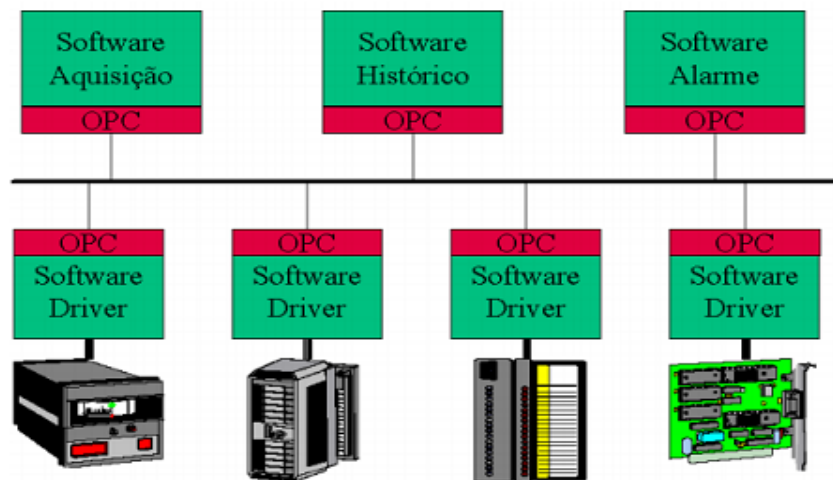 Software
Aquisição
OPC
Software
Histórico
OPC
Software
Alarme
OPC
OPC
Software
Driver
OPC
Software
Driver
OPC
Software
Driver
OPC
Software
Driver